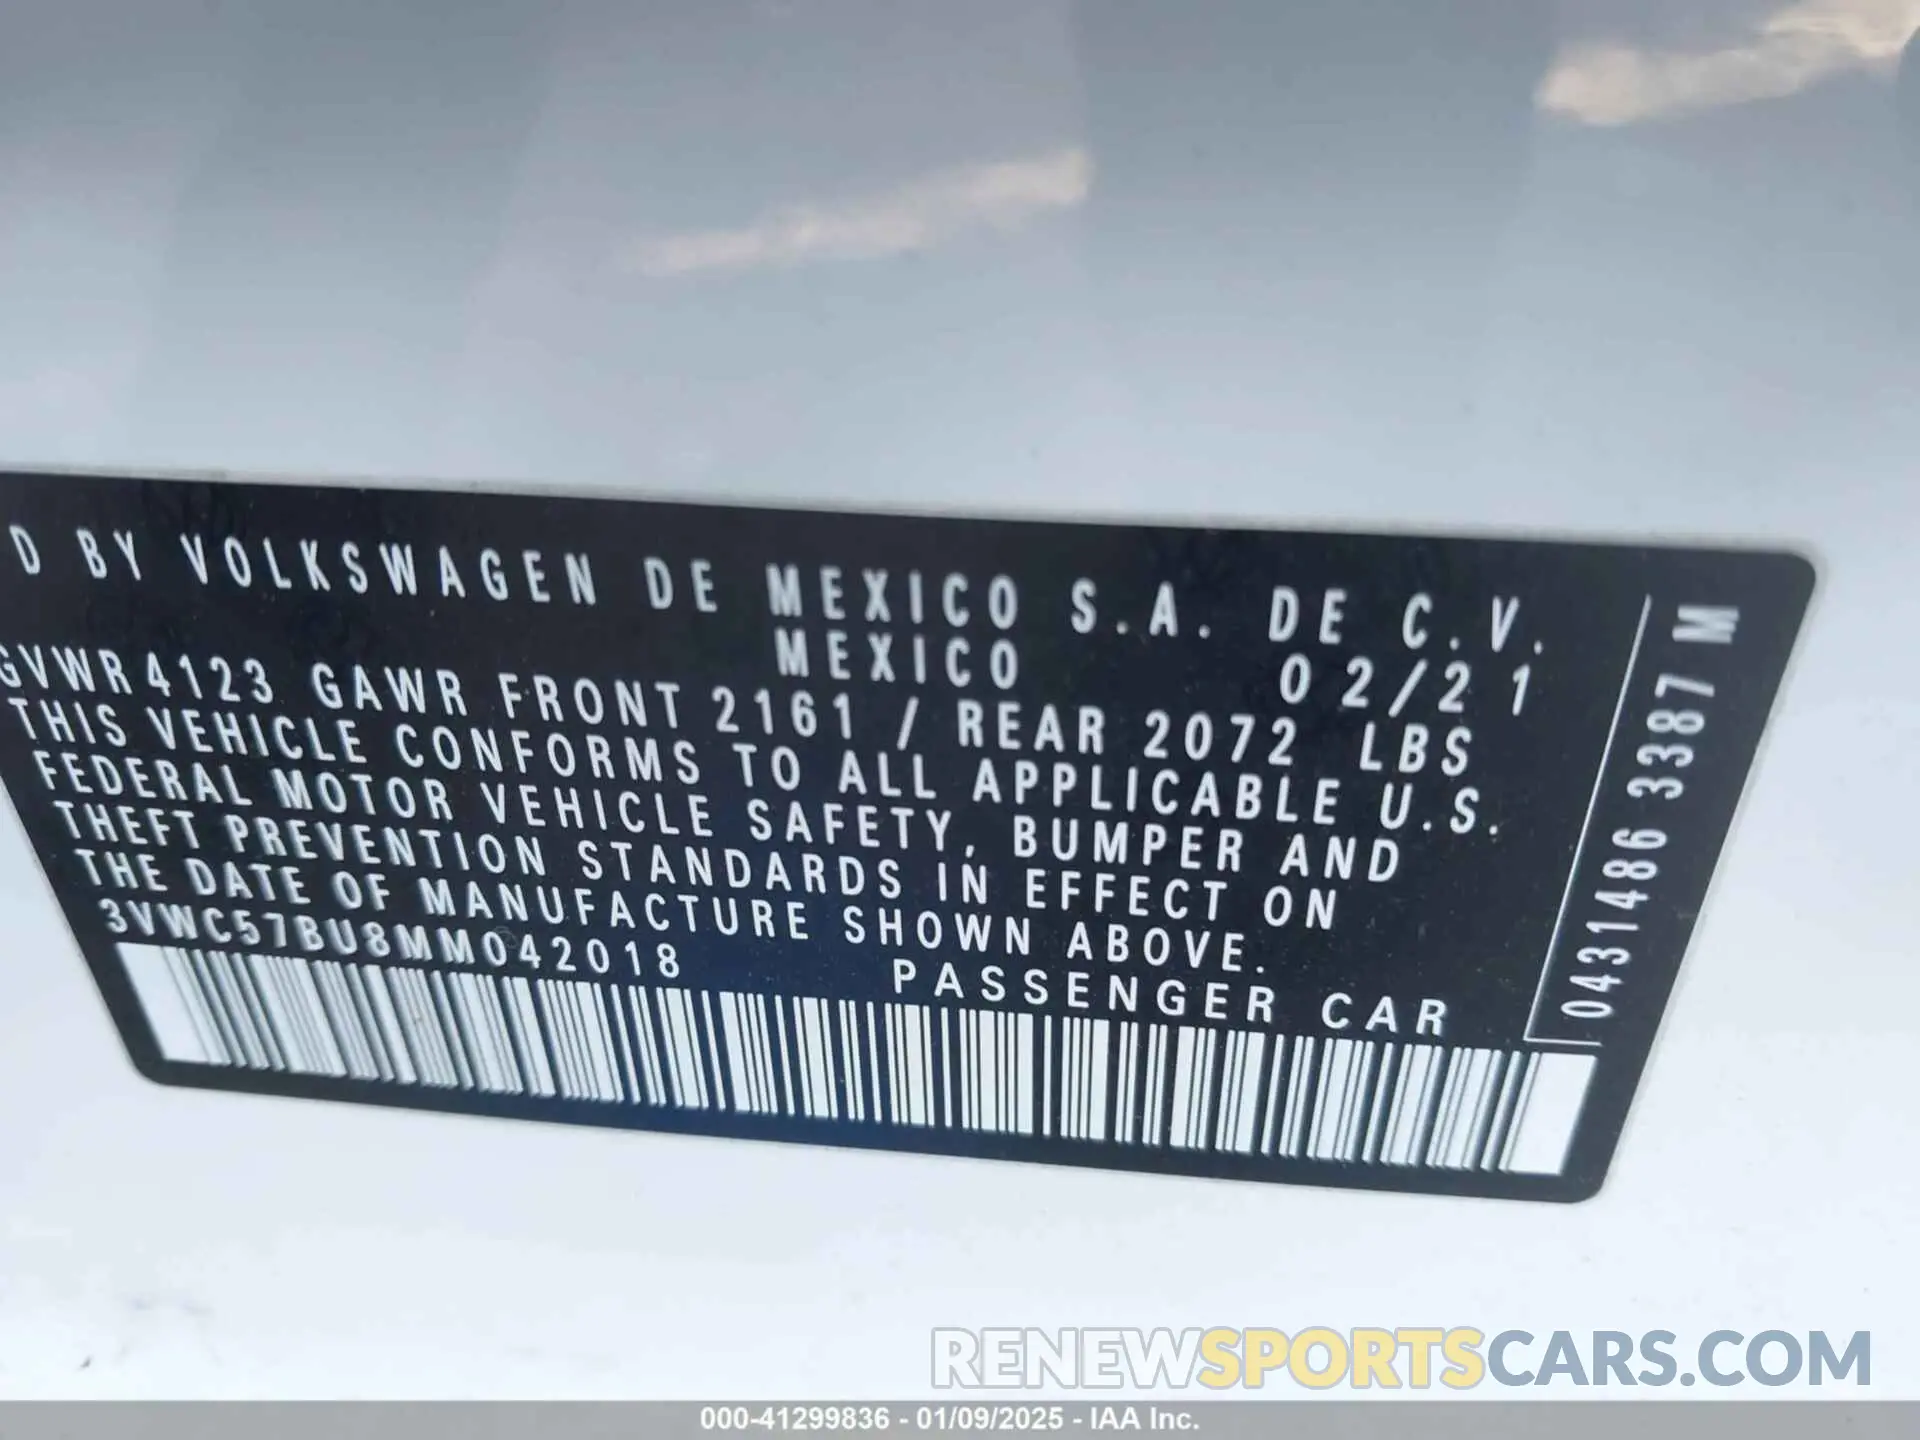 D BY VOLKSWAGEN DE MEXICO S.A. DE C.V.
MEXICO 02/21
GVWR 4123 GAWR FRONT 2161 / REAR 2072 LBS
THIS VEHICLE CONFORMS TO ALL APPLICABLE U.S.
FEDERAL MOTOR VEHICLE SAFETY, BUMPER AND
THEFT PREVENTION STANDARDS IN EFFECT ON
THE DATE OF MANUFACTURE SHOWN ABOVE.
3VWC57BU8MM042018 PASSENGER CAR
0431486 3387 M
RENEWSPORTSCARS.COM
000-41299836 - 01/09/2025 - IAA Inc.